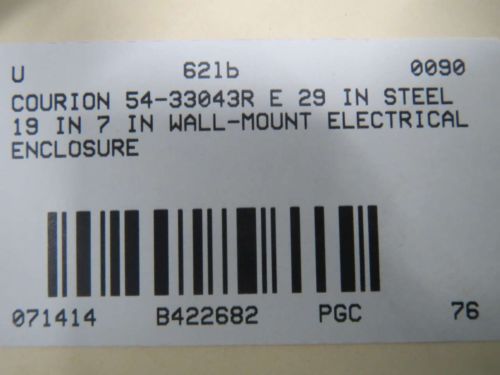 U 621b 0090
COURION 54-33043R E 29 IN STEEL
19 IN 7 IN WALL-MOUNT ELECTRICAL
ENCLOSURE
071414 B422682 PGC 76